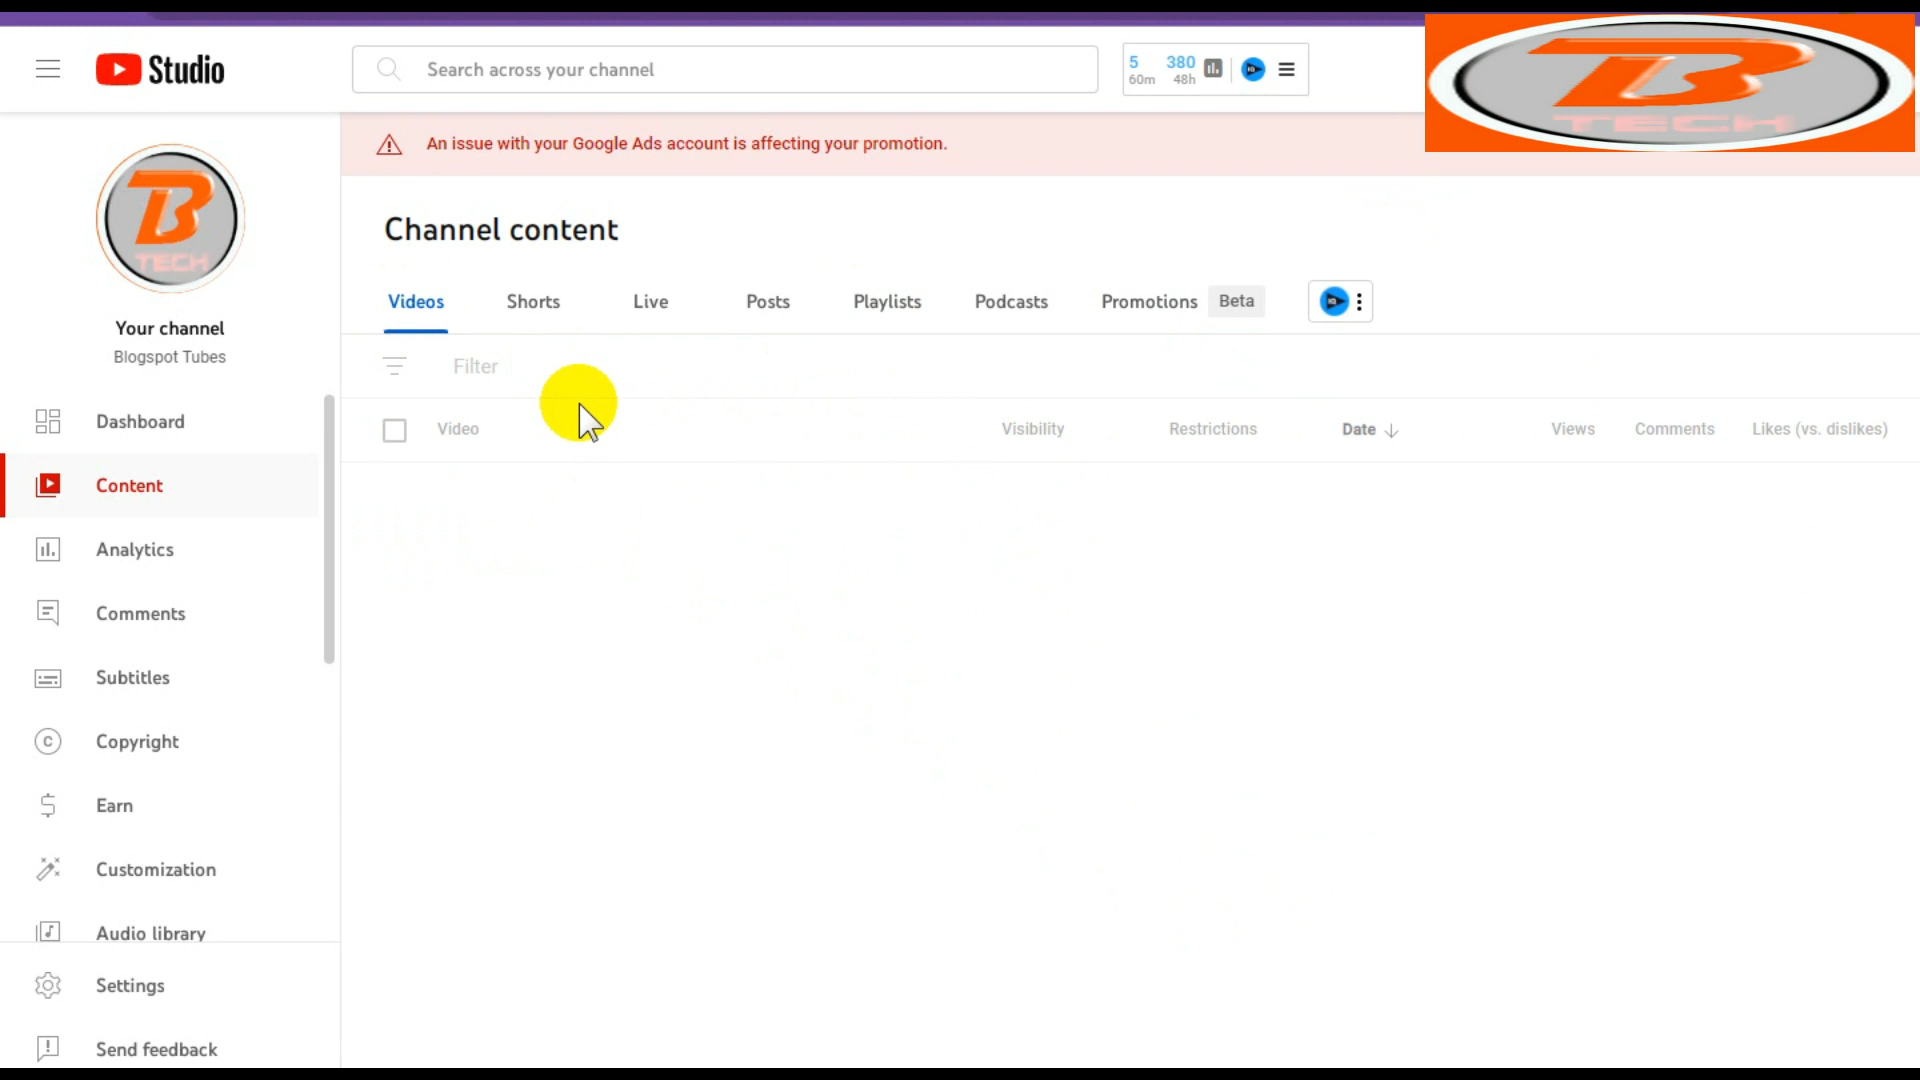 Studio
Search across your channel
5 380
60m 48h
B
TECH
An issue with your Google Ads account is affecting your promotion.
B
TECH
Your channel
Blogspot Tubes
Channel content
Videos Shorts Live Posts Playlists Podcasts Promotions Beta
Filter
Video Visibility Restrictions Date Views Comments Likes (vs. dislikes)
Dashboard
Content
Analytics
Comments
Subtitles
Copyright
Earn
Customization
Audio library
Settings
Send feedback